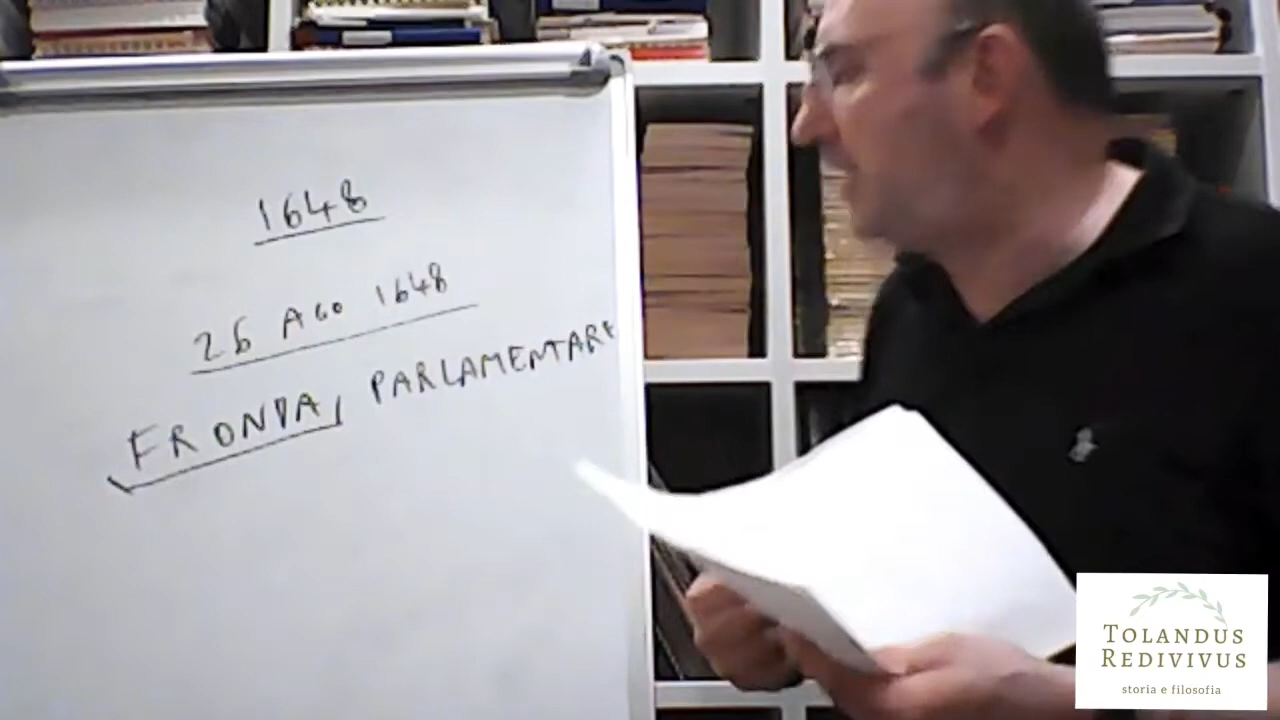 1648
26 AGO 1648
FRONDA PARLAMENTARE
TOLANDUS
REDIVIVUS
storia e filosofia